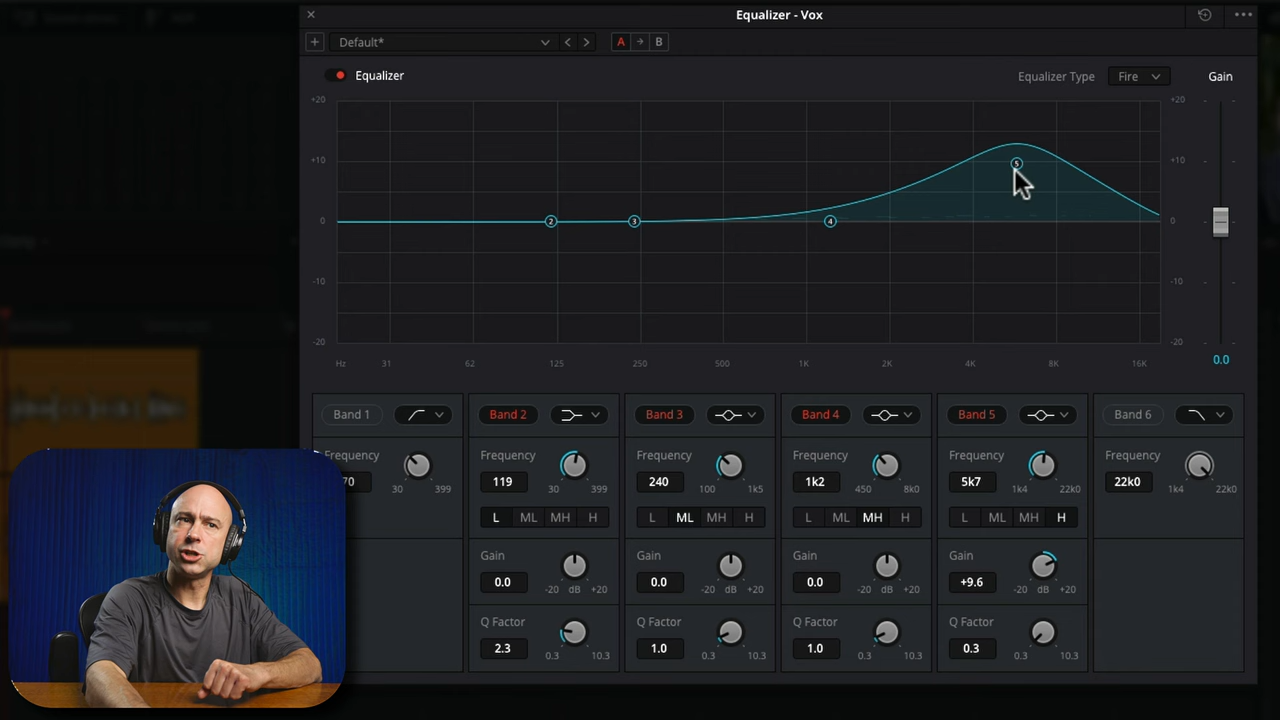 Equalizer - Vox
Default*
A
B
Equalizer
Equalizer Type
Fire
Gain
+20
+20
+10
+10
0
0
-10
-10
-20
-20
2
3
4
5
0.0
Hz 31 62 125 250 500 1K 2K 4K 8K 16K
Band 1
Band 2
Band 3
Band 4
Band 5
Band 6
Frequency
Frequency
Frequency
Frequency
Frequency
Frequency
70
30 399
119
30 399
240
100 1k5
1k2
450 8k0
5k7
1k4 22k0
22k0
1k4 22k0
L ML MH H
L ML MH H
L ML MH H
L ML MH H
Gain
Gain
Gain
Gain
0.0
-20 dB +20
0.0
-20 dB +20
0.0
-20 dB +20
+9.6
-20 dB +20
Q Factor
Q Factor
Q Factor
Q Factor
2.3
0.3 10.3
1.0
0.3 10.3
1.0
0.3 10.3
0.3
0.3 10.3